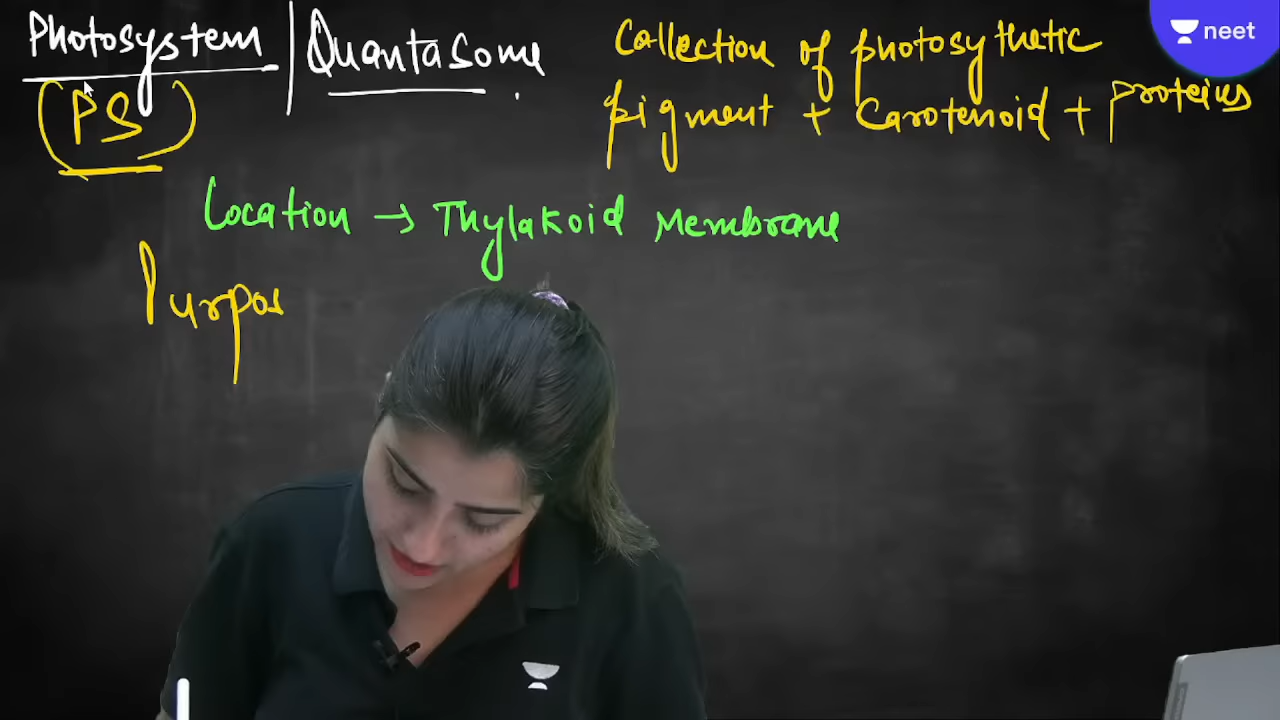 Photosystem | Quantasome
(PS)
Collection of photosythetic
pigment + Carotenoid + proteins
neet
Location → Thylakoid Membrane
Purpos